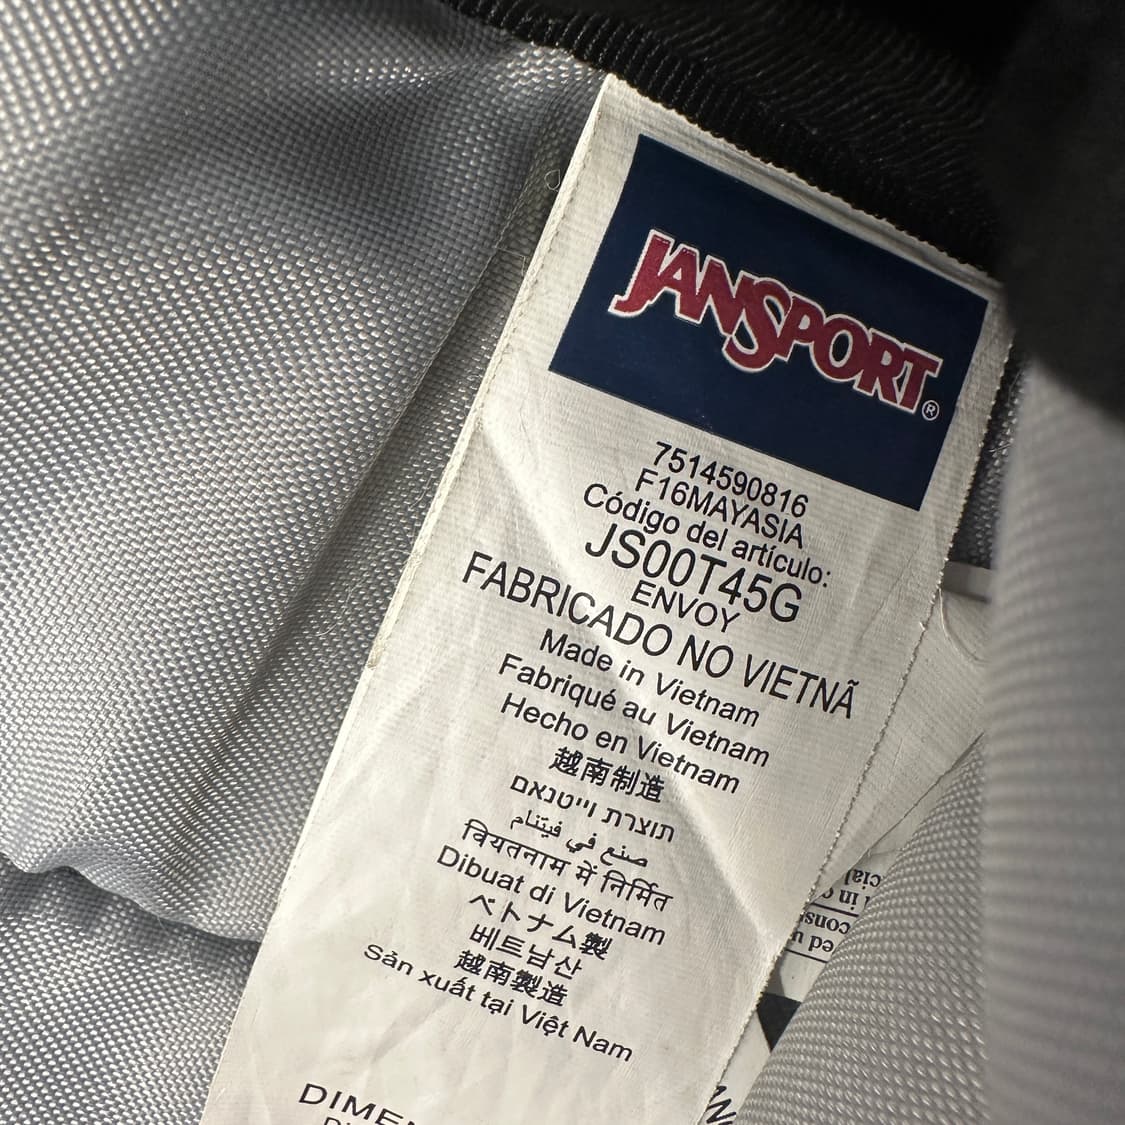 JANSPORT®
7514590816
F16MAYASIA
Código del artículo:
JS00T45G
ENVOY
FABRICADO NO VIETNÃ
Made in Vietnam
Fabriqué au Vietnam
Hecho en Vietnam
越南制造
תוצרת וייטנאם
صنع في فيتنام
वियतनाम में निर्मित
Dibuat di Vietnam
ベトナム製
베트남산
越南製造
Sản xuất tại Việt Nam